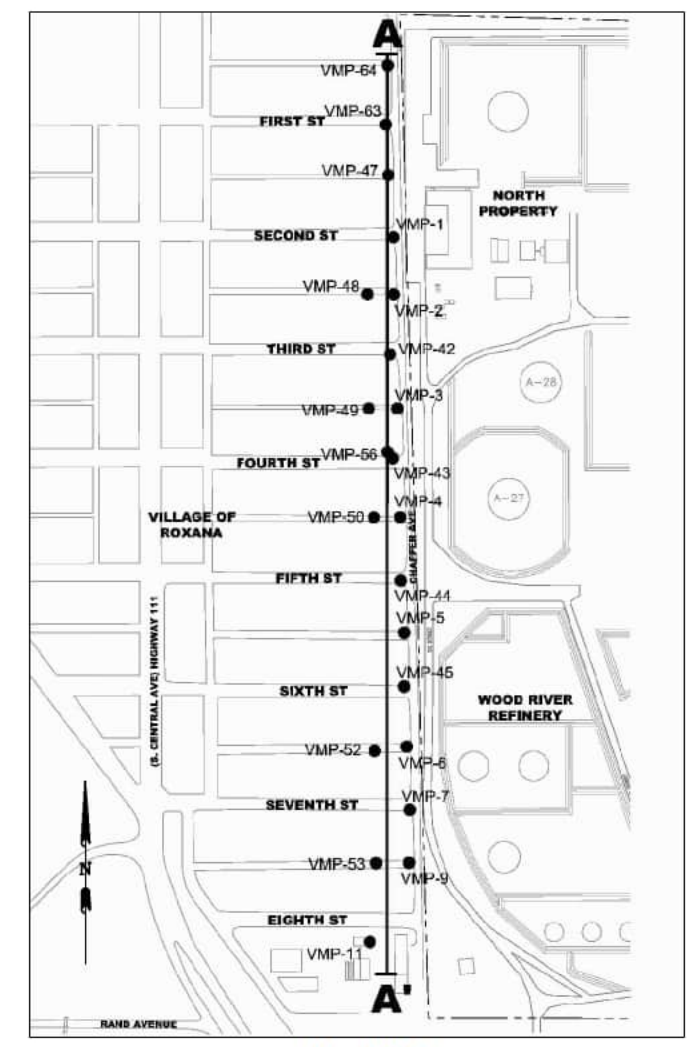 A
VMP-64
VMP-63
FIRST ST
VMP-47
NORTH
PROPERTY
VMP-1
SECOND ST
VMP-48
VMP-2
THIRD ST
VMP-42
A-28
VMP-3
VMP-49
VMP-56
FOURTH ST
VMP-43
VMP-4
A-27
VILLAGE OF
ROXANA
VMP-50
CHAFFER AVE
FIFTH ST
VMP-44
VMP-5
(S. CENTRAL AVE) HIGHWAY 111
VMP-45
SIXTH ST
WOOD RIVER
REFINERY
VMP-52
VMP-6
VMP-7
SEVENTH ST
VMP-53
N
VMP-9
EIGHTH ST
VMP-11
A'
RAND AVENUE